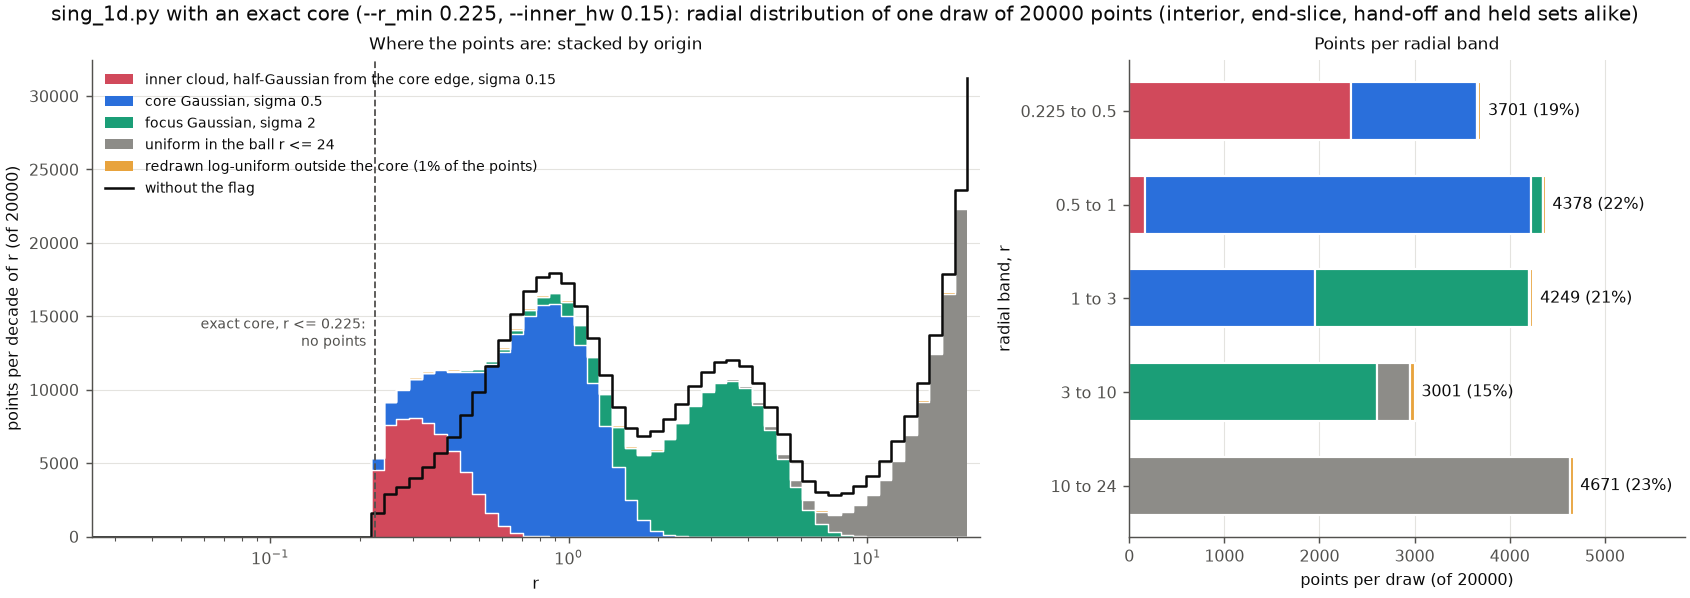 sing_1d.py with an exact core (--r_min 0.225, --inner_hw 0.15): radial distribution of one draw of 20000 points (interior, end-slice, hand-off and held sets alike)
Where the points are: stacked by origin
inner cloud, half-Gaussian from the core edge, sigma 0.15
core Gaussian, sigma 0.5
focus Gaussian, sigma 2
uniform in the ball r <= 24
redrawn log-uniform outside the core (1% of the points)
without the flag
exact core, r <= 0.225:
no points
points per decade of r (of 20000)
30000
25000
20000
15000
10000
5000
0
10⁻¹
10⁰
10¹
r
Points per radial band
radial band, r
0.225 to 0.5
3701 (19%)
0.5 to 1
4378 (22%)
1 to 3
4249 (21%)
3 to 10
3001 (15%)
10 to 24
4671 (23%)
0
1000
2000
3000
4000
5000
points per draw (of 20000)